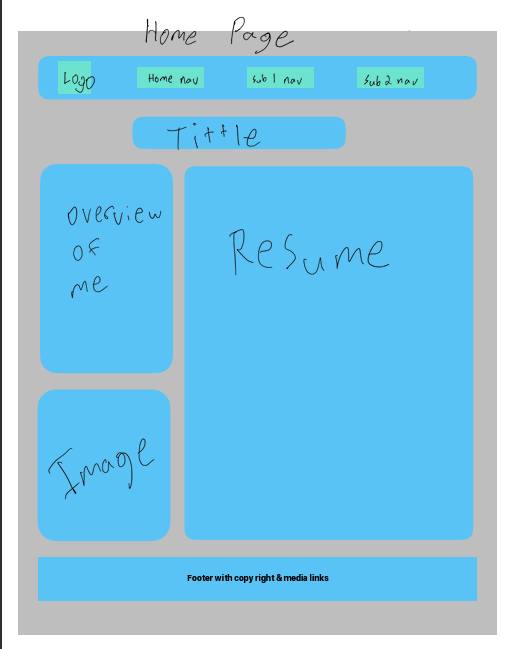 Home Page
Logo
Home nav
Sub 1 nav
Sub 2 nav
Tittle
overview
of
me
Resume
Image
Footer with copy right & media links